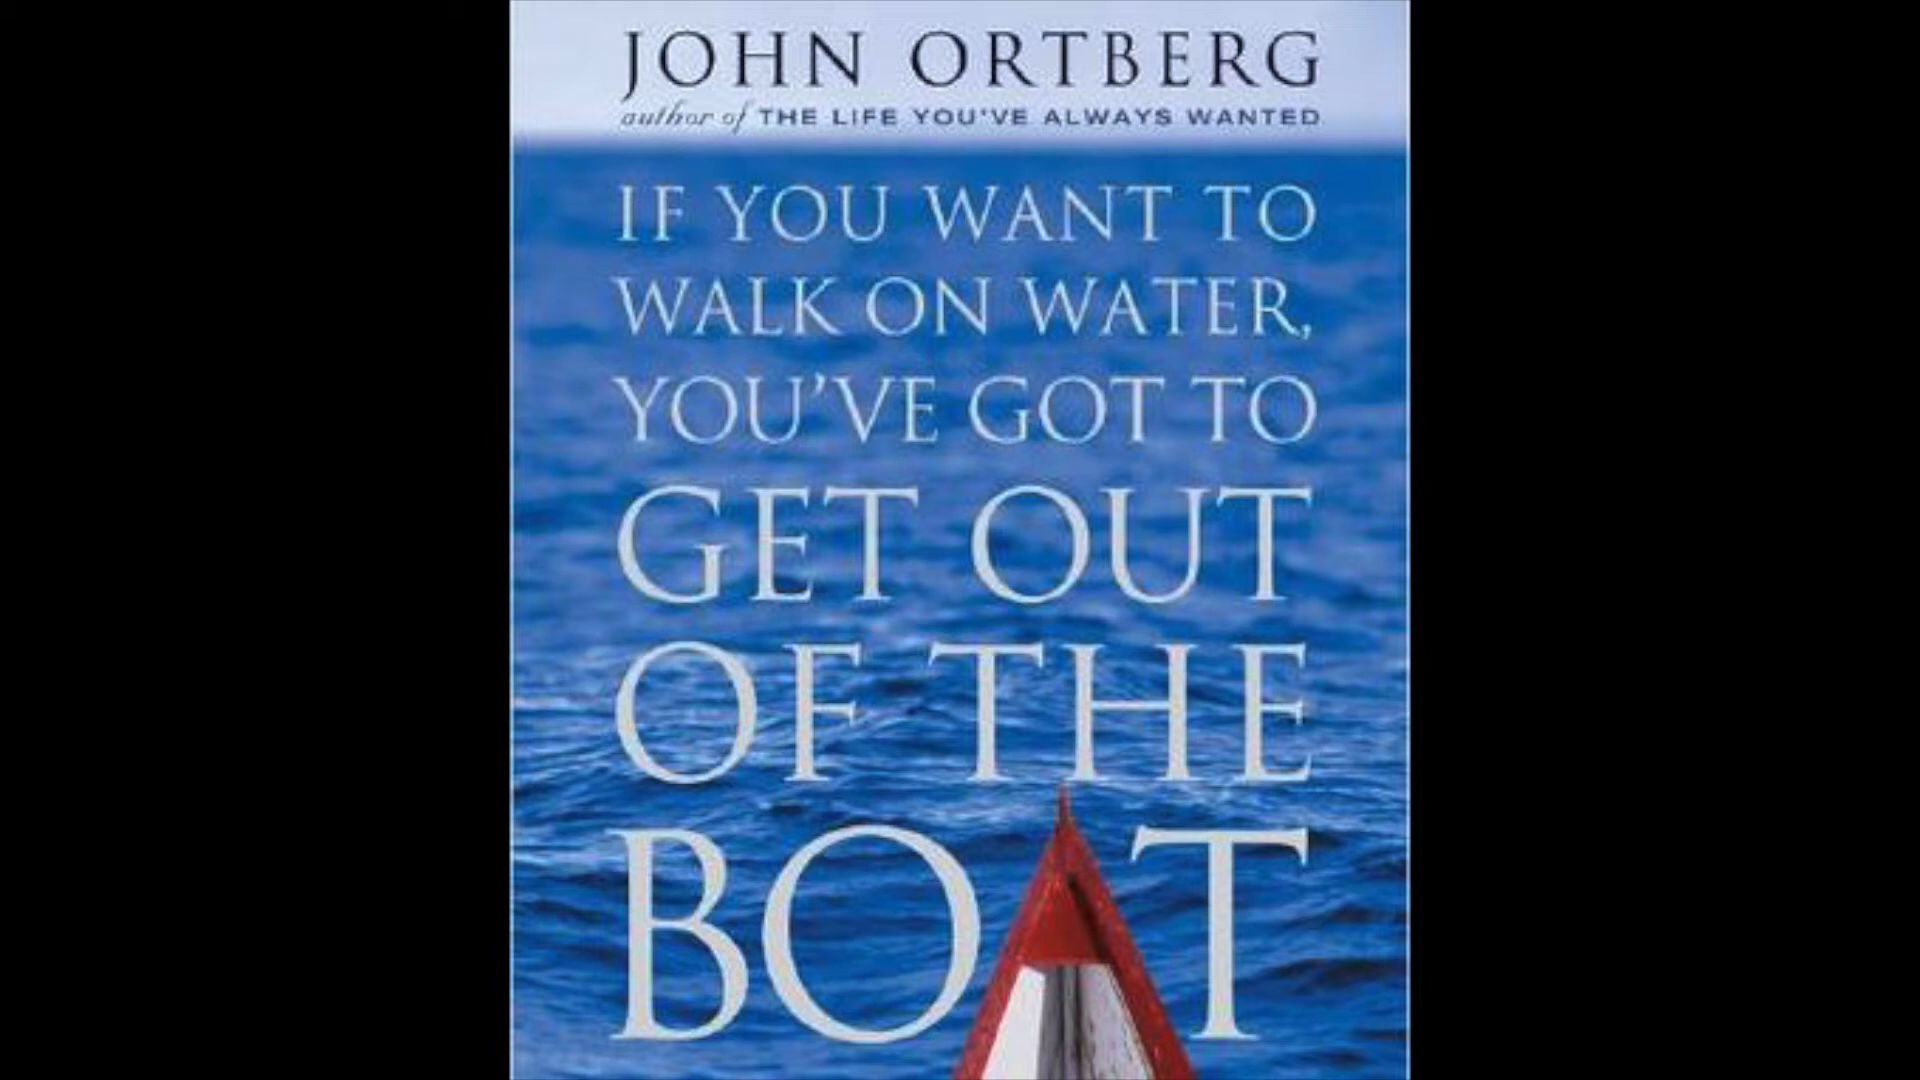 JOHN ORTBERG
author of THE LIFE YOU'VE ALWAYS WANTED
IF YOU WANT TO
WALK ON WATER,
YOU'VE GOT TO
GET OUT
OF THE
BOAT